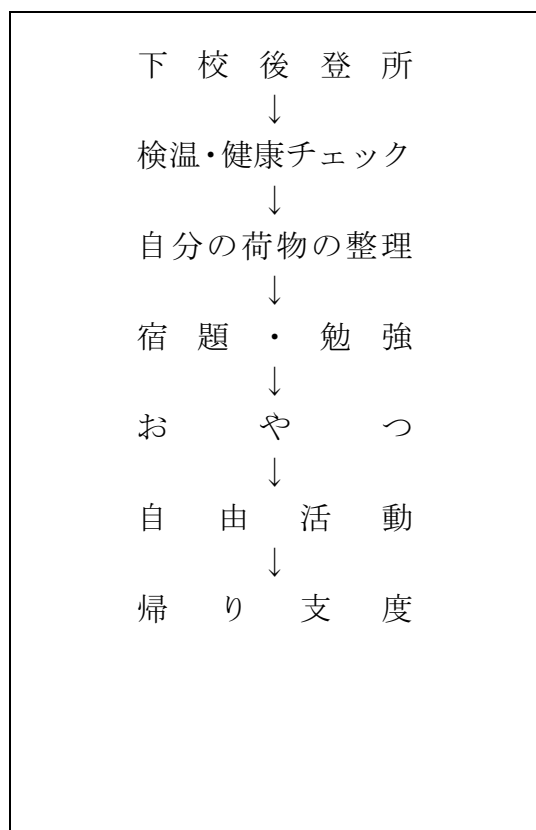 下校後登所
↓
検温・健康チェック
↓
自分の荷物の整理
↓
宿題・勉強
↓
おやつ
↓
自由活動
↓
帰り支度